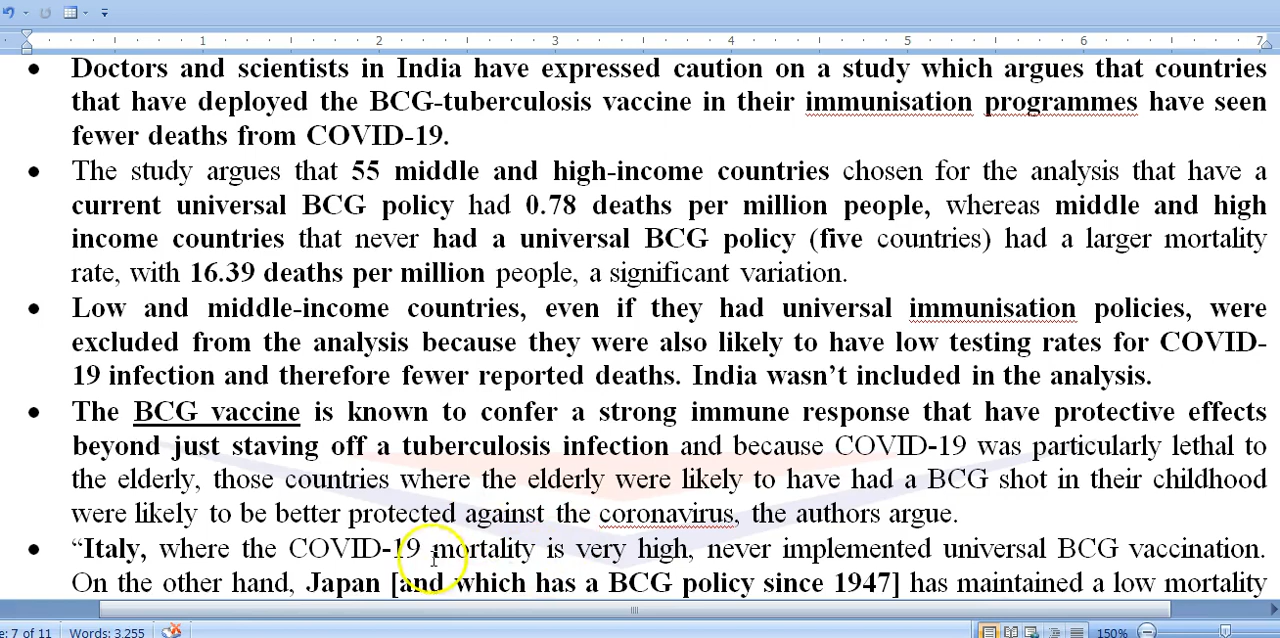 1 2 3 4 5 6 7
• Doctors and scientists in India have expressed caution on a study which argues that countries
that have deployed the BCG-tuberculosis vaccine in their immunisation programmes have seen
fewer deaths from COVID-19.
• The study argues that 55 middle and high-income countries chosen for the analysis that have a
current universal BCG policy had 0.78 deaths per million people, whereas middle and high
income countries that never had a universal BCG policy (five countries) had a larger mortality
rate, with 16.39 deaths per million people, a significant variation.
• Low and middle-income countries, even if they had universal immunisation policies, were
excluded from the analysis because they were also likely to have low testing rates for COVID-
19 infection and therefore fewer reported deaths. India wasn’t included in the analysis.
• The BCG vaccine is known to confer a strong immune response that have protective effects
beyond just staving off a tuberculosis infection and because COVID-19 was particularly lethal to
the elderly, those countries where the elderly were likely to have had a BCG shot in their childhood
were likely to be better protected against the coronavirus, the authors argue.
• “Italy, where the COVID-19 mortality is very high, never implemented universal BCG vaccination.
On the other hand, Japan [and which has a BCG policy since 1947] has maintained a low mortality
e: 7 of 11 Words: 3,255 150%